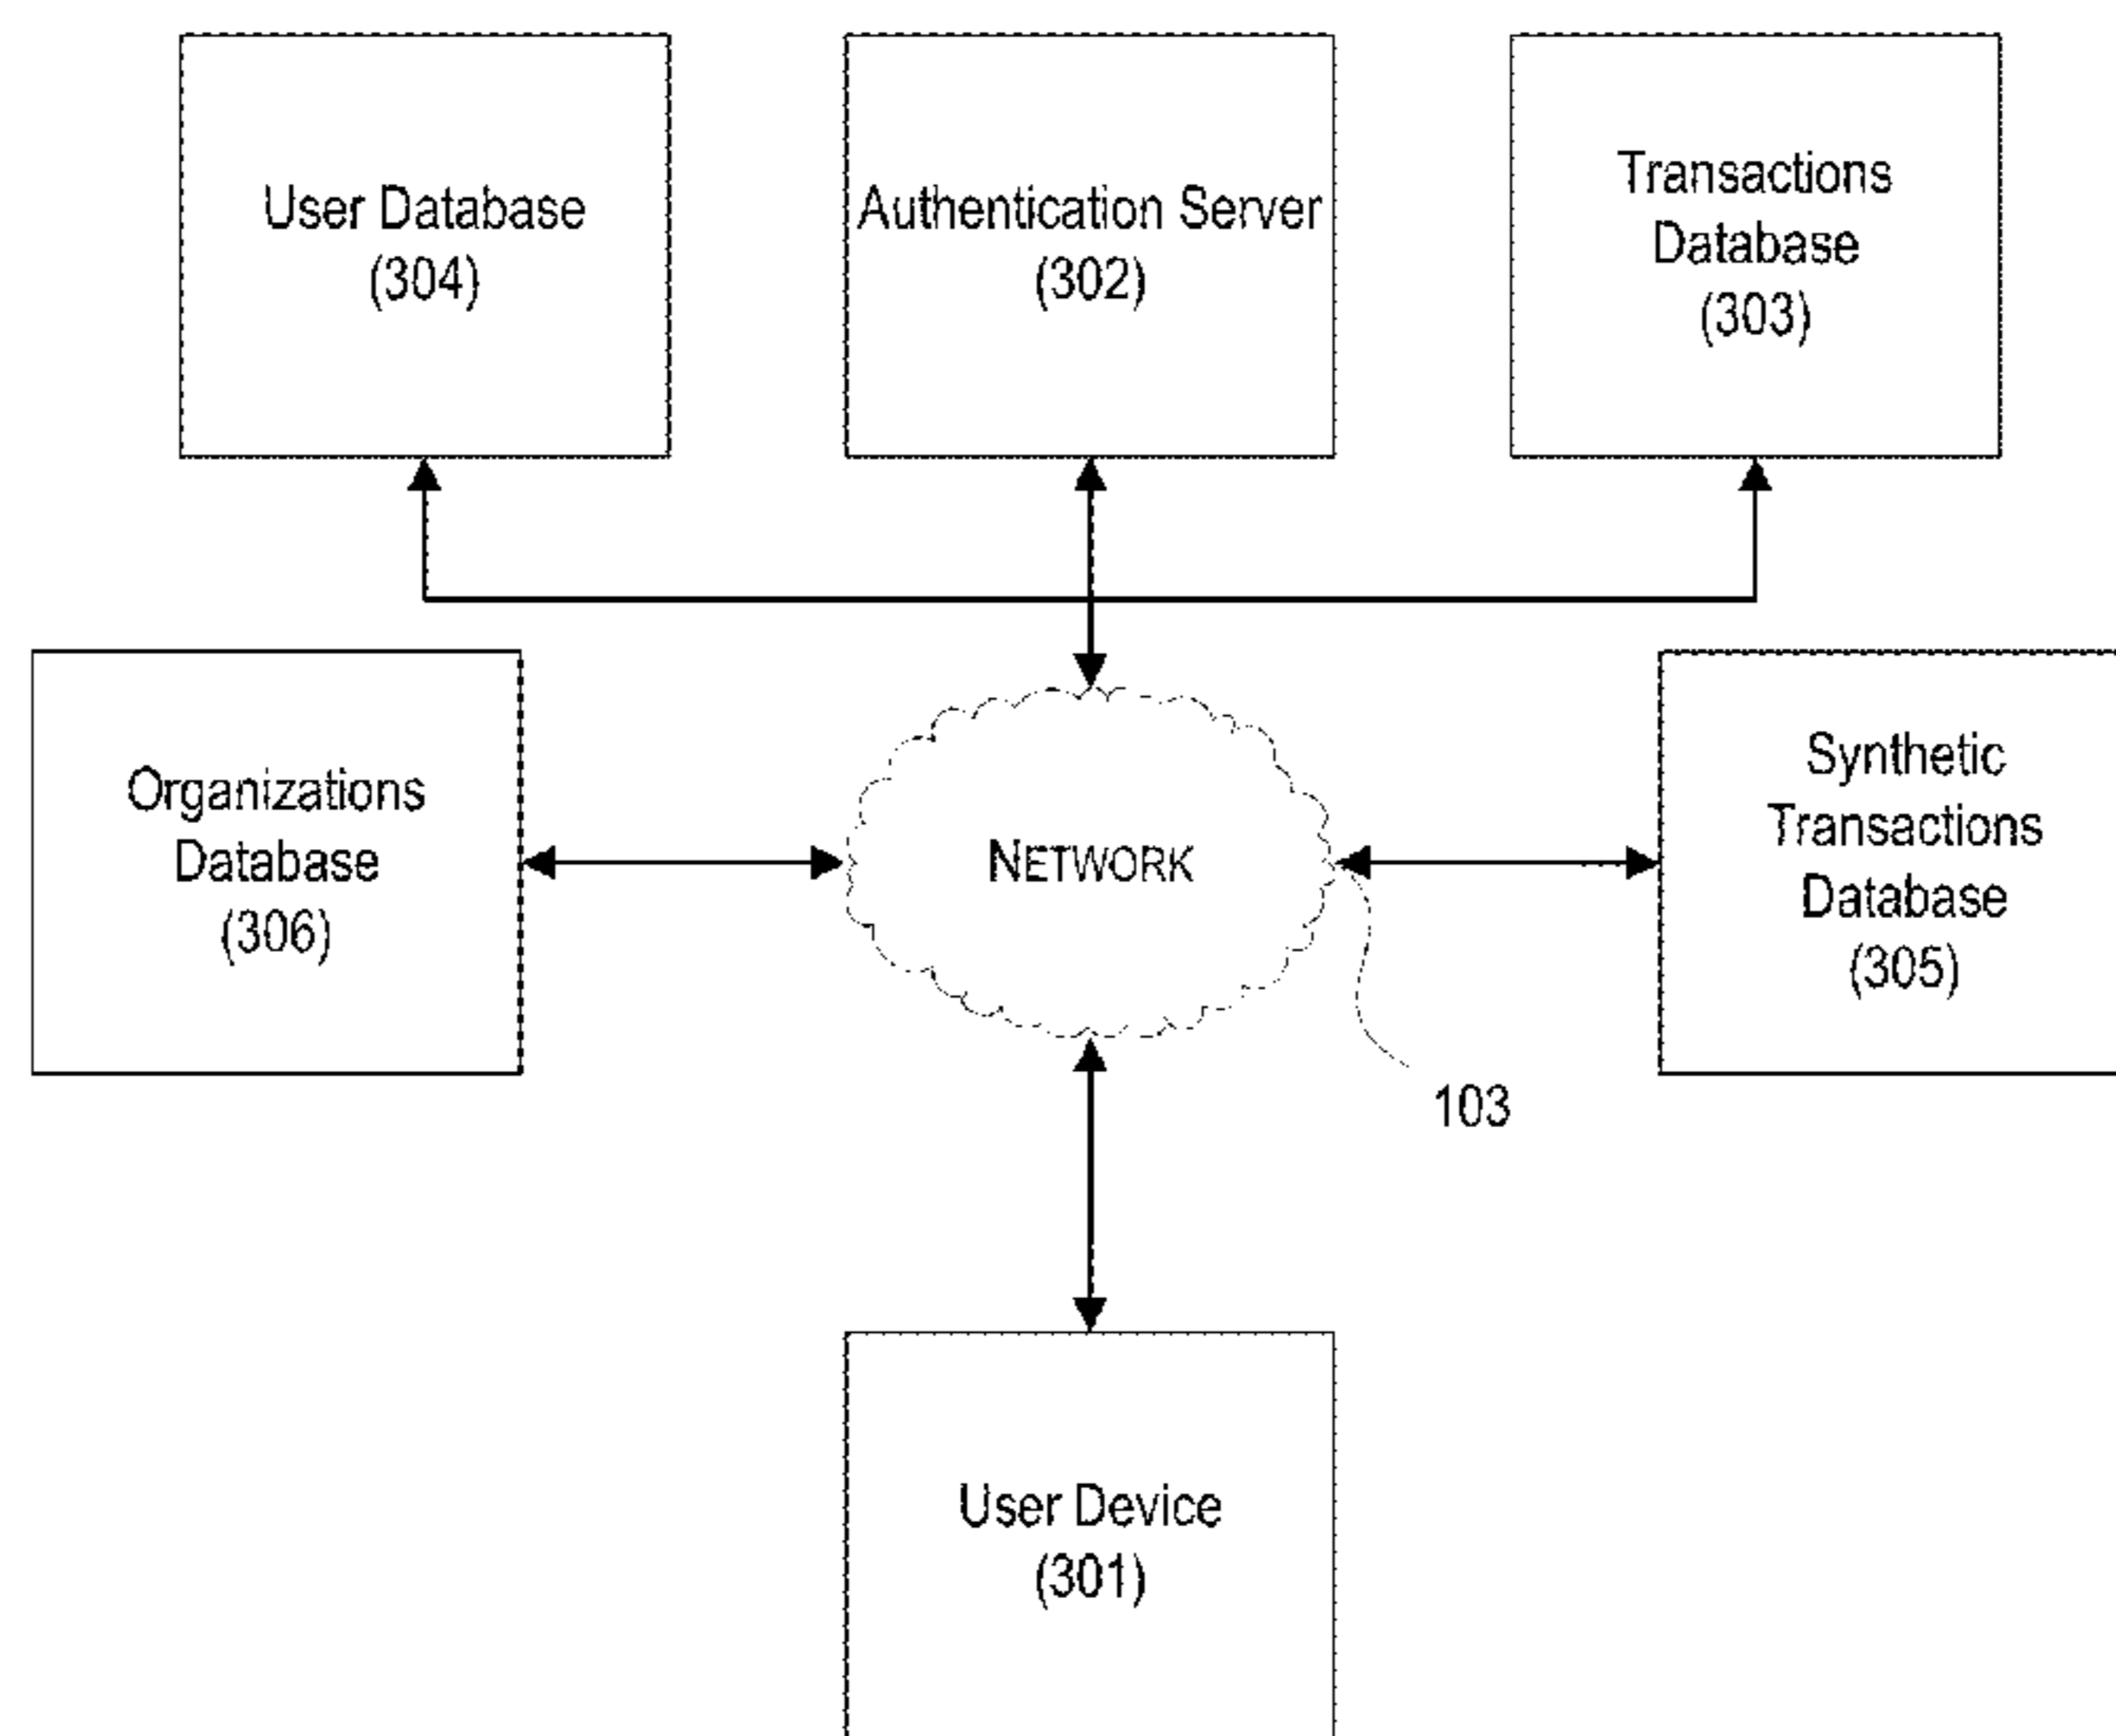 User Database
(304)
Authentication Server
(302)
Transactions
Database
(303)
Organizations
Database
(306)
NETWORK
Synthetic
Transactions
Database
(305)
103
User Device
(301)